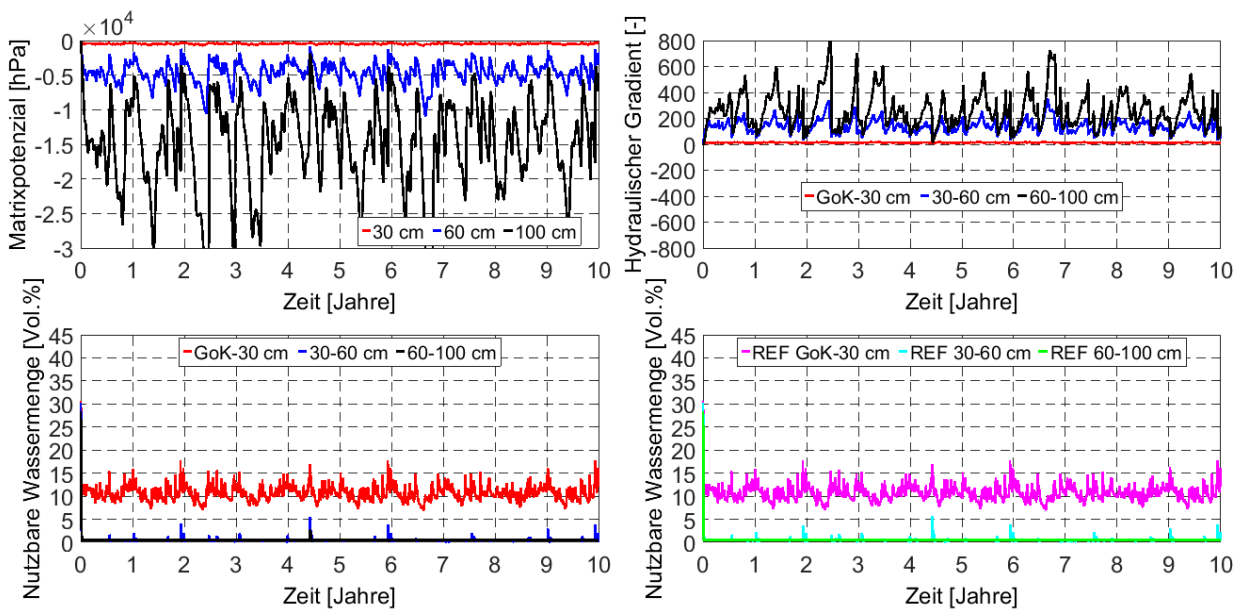 ×10⁴
Matrixpotenzial [hPa]
0
-0.5
-1
-1.5
-2
-2.5
-3
30 cm 60 cm 100 cm
0 1 2 3 4 5 6 7 8 9 10
Zeit [Jahre]
Hydraulischer Gradient [-]
800
600
400
200
0
-200
-400
-600
-800
GoK-30 cm 30-60 cm 60-100 cm
0 1 2 3 4 5 6 7 8 9 10
Zeit [Jahre]
Nutzbare Wassermenge [Vol.%]
45
40
35
30
25
20
15
10
5
0
GoK-30 cm 30-60 cm 60-100 cm
0 1 2 3 4 5 6 7 8 9 10
Zeit [Jahre]
Nutzbare Wassermenge [Vol.%]
45
40
35
30
25
20
15
10
5
0
REF GoK-30 cm REF 30-60 cm REF 60-100 cm
0 1 2 3 4 5 6 7 8 9 10
Zeit [Jahre]